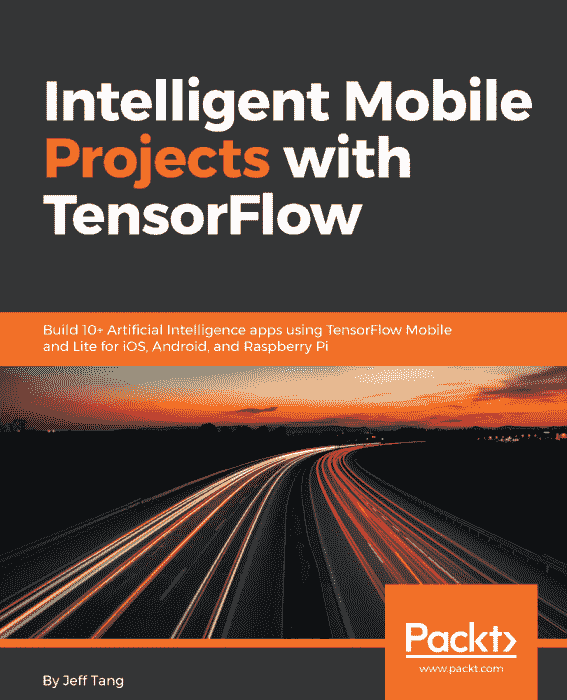 Intelligent Mobile
Projects with
TensorFlow
Build 10+ Artificial Intelligence apps using TensorFlow Mobile
and Lite for iOS, Android, and Raspberry Pi
Packt>
www.packt.com
By Jeff Tang